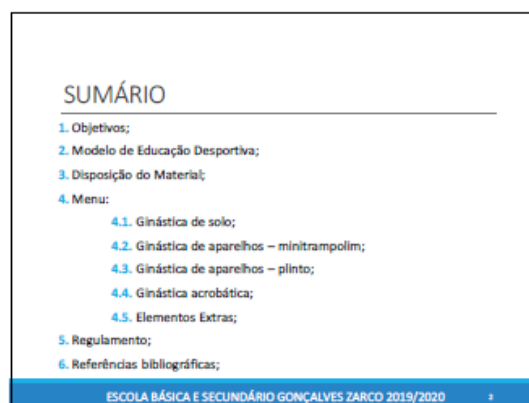 SUMÁRIO
1. Objetivos;
2. Modelo de Educação Desportiva;
3. Disposição do Material;
4. Menu:
4.1. Ginástica de solo;
4.2. Ginástica de aparelhos – minitrampolim;
4.3. Ginástica de aparelhos – plinto;
4.4. Ginástica acrobática;
4.5. Elementos Extras;
5. Regulamento;
6. Referências bibliográficas;
ESCOLA BÁSICA E SECUNDÁRIO GONÇALVES ZARCO 2019/2020 2